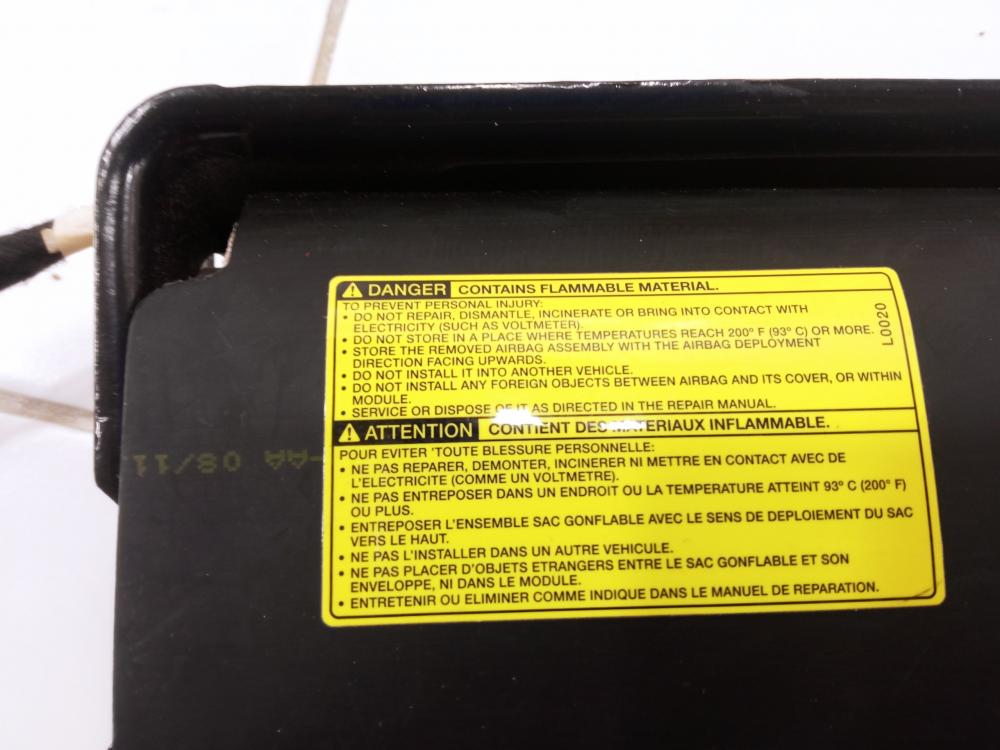 DANGER CONTAINS FLAMMABLE MATERIAL.
TO PREVENT PERSONAL INJURY:
• DO NOT REPAIR, DISMANTLE, INCINERATE OR BRING INTO CONTACT WITH
ELECTRICITY (SUCH AS VOLTMETER).
• DO NOT STORE IN A PLACE WHERE TEMPERATURES REACH 200° F (93° C) OR MORE.
• STORE THE REMOVED AIRBAG ASSEMBLY WITH THE AIRBAG DEPLOYMENT
DIRECTION FACING UPWARDS.
• DO NOT INSTALL IT INTO ANOTHER VEHICLE.
• DO NOT INSTALL ANY FOREIGN OBJECTS BETWEEN AIRBAG AND ITS COVER, OR WITHIN
MODULE.
• SERVICE OR DISPOSE OF IT AS DIRECTED IN THE REPAIR MANUAL.
L0020
ATTENTION CONTIENT DES MATERIAUX INFLAMMABLE.
POUR EVITER 'TOUTE BLESSURE PERSONNELLE:
• NE PAS REPARER, DEMONTER, INCINERER NI METTRE EN CONTACT AVEC DE
L'ELECTRICITE (COMME UN VOLTMETRE).
• NE PAS ENTREPOSER DANS UN ENDROIT OU LA TEMPERATURE ATTEINT 93° C (200° F)
OU PLUS.
• ENTREPOSER L'ENSEMBLE SAC GONFLABLE AVEC LE SENS DE DEPLOIEMENT DU SAC
VERS LE HAUT.
• NE PAS L'INSTALLER DANS UN AUTRE VEHICULE.
• NE PAS PLACER D'OBJETS ETRANGERS ENTRE LE SAC GONFLABLE ET SON
ENVELOPPE, NI DANS LE MODULE.
• ENTRETENIR OU ELIMINER COMME INDIQUE DANS LE MANUEL DE REPARATION.
-AA 08/11